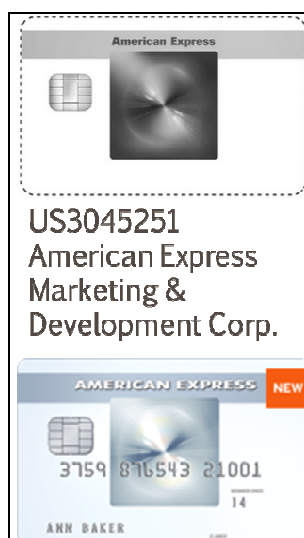 American Express
US3045251
American Express
Marketing &
Development Corp.
AMERICAN EXPRESS
NEW
3759 876543 21001
14
ANN BAKER